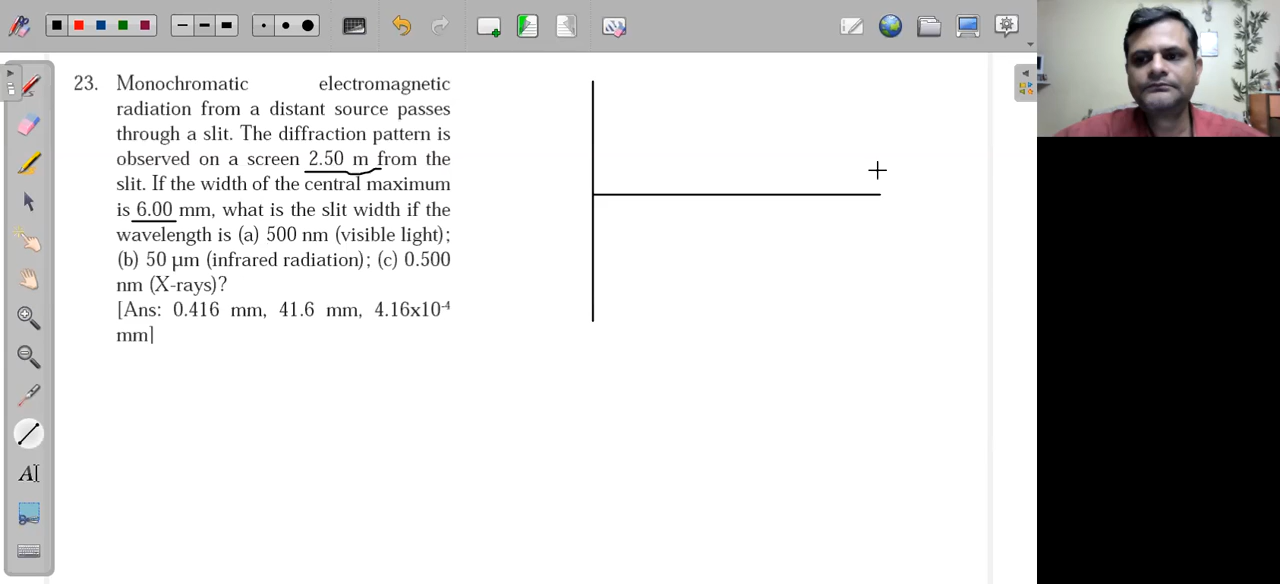 23. Monochromatic electromagnetic
radiation from a distant source passes
through a slit. The diffraction pattern is
observed on a screen 2.50 m from the
slit. If the width of the central maximum
is 6.00 mm, what is the slit width if the
wavelength is (a) 500 nm (visible light);
(b) 50 μm (infrared radiation); (c) 0.500
nm (X-rays)?
[Ans: 0.416 mm, 41.6 mm, 4.16x10⁻⁴
mm]
A